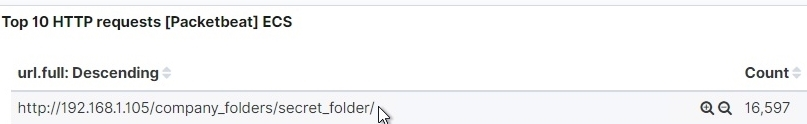 Top 10 HTTP requests [Packetbeat] ECS
url.full: Descending Count
http://192.168.1.105/company_folders/secret_folder/ 16,597